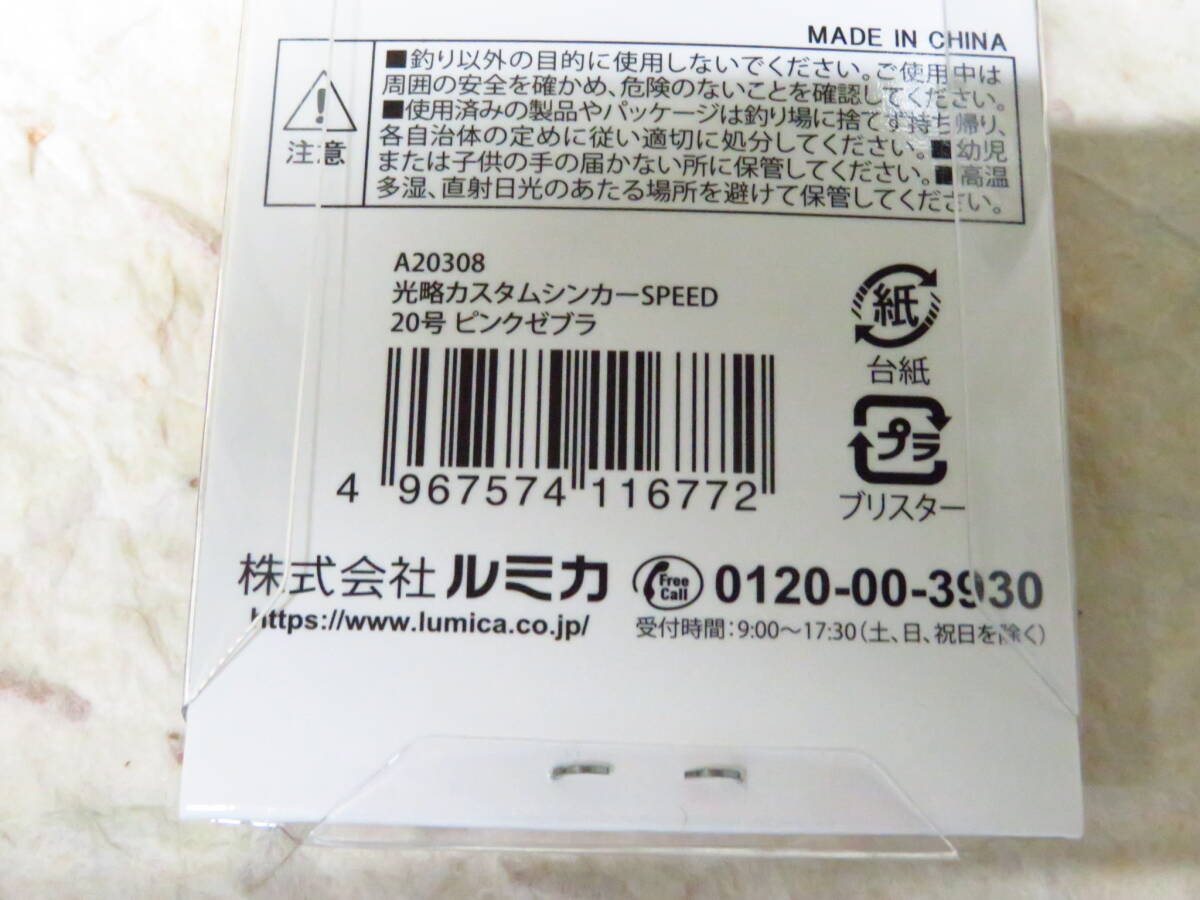 MADE IN CHINA
■釣り以外の目的に使用しないでください。ご使用中は
周囲の安全を確かめ、危険のないことを確認してください。
■使用済みの製品やパッケージは釣り場に捨てず持ち帰り、
各自治体の定めに従い適切に処分してください。■幼児
または子供の手の届かない所に保管してください。■高温
多湿、直射日光のあたる場所を避けて保管してください。
注意
A20308
光略カスタムシンカーSPEED
20号 ピンクゼブラ
4 967574 116772
紙
台紙
プラ
ブリスター
株式会社ルミカ Free Call 0120-00-3930
https://www.lumica.co.jp/ 受付時間:9:00〜17:30(土、日、祝日を除く)